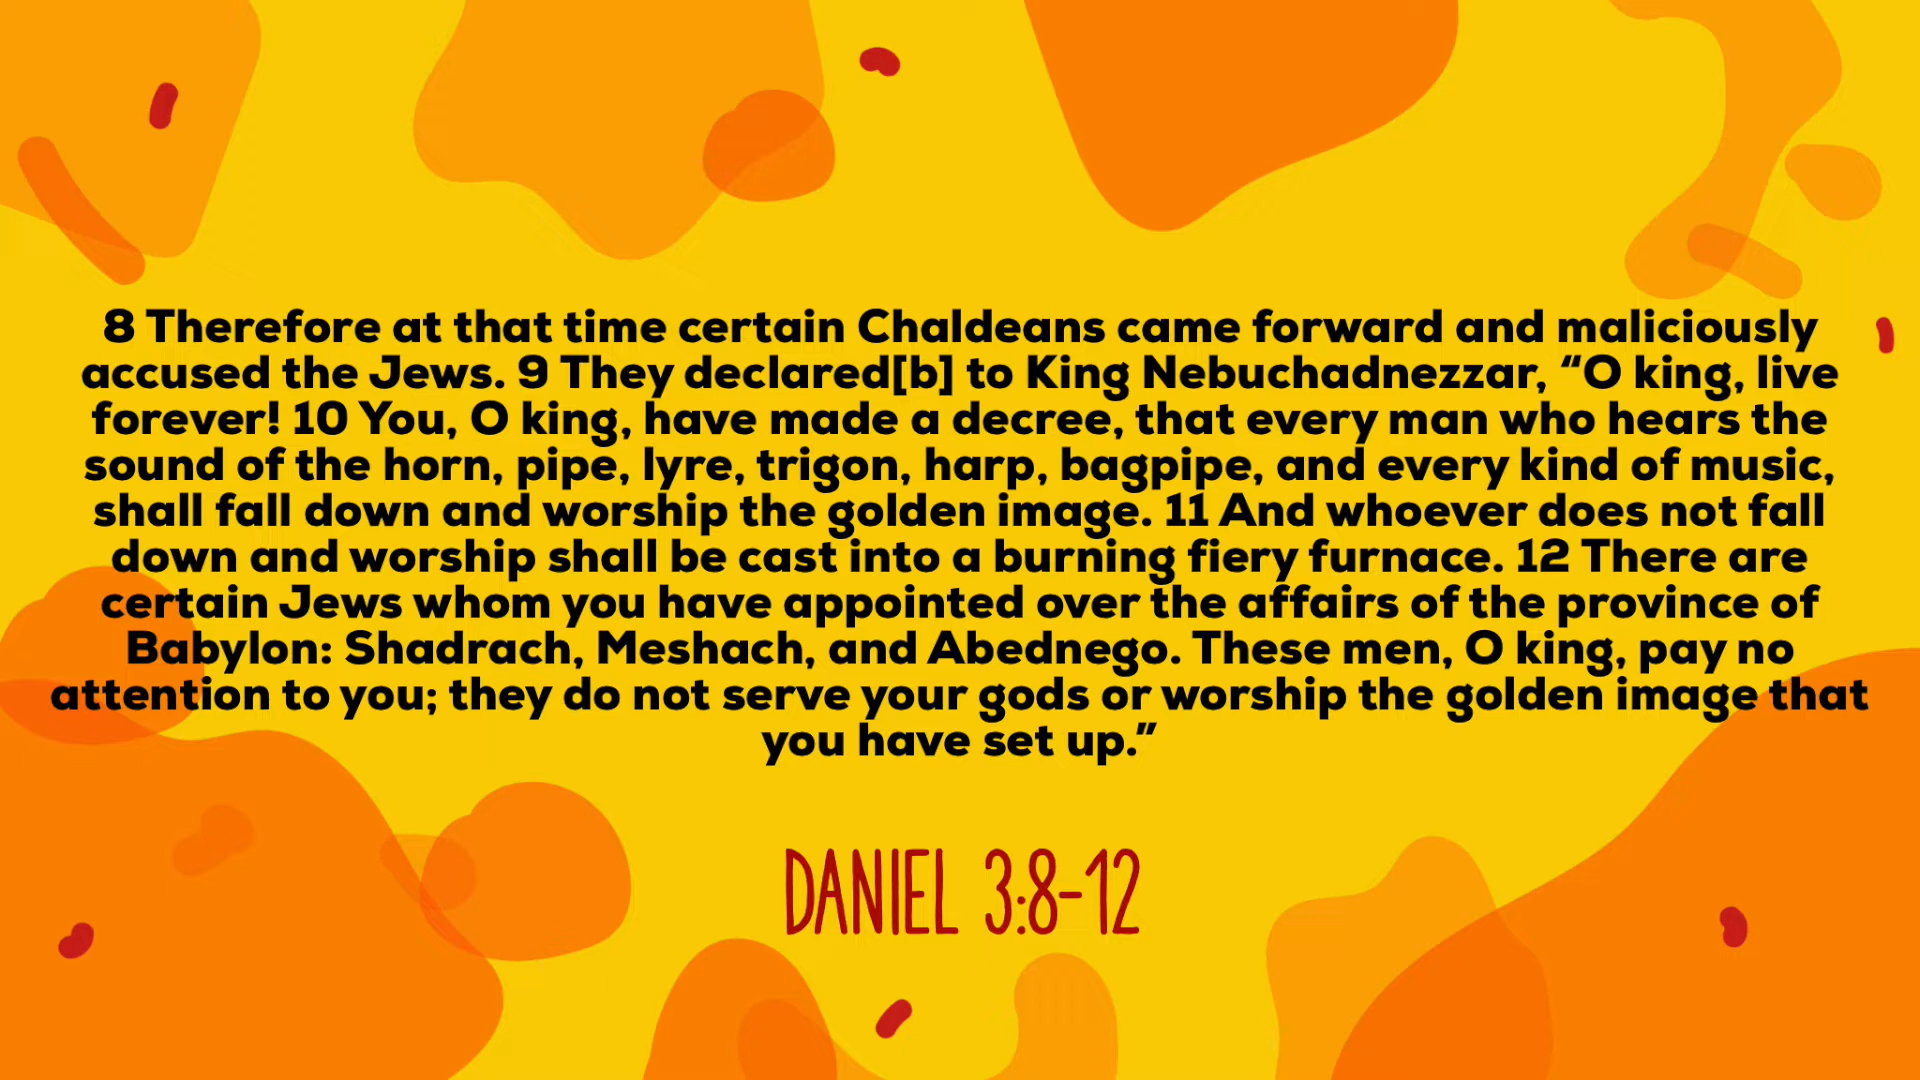 8 Therefore at that time certain Chaldeans came forward and maliciously
accused the Jews. 9 They declared[b] to King Nebuchadnezzar, “O king, live
forever! 10 You, O king, have made a decree, that every man who hears the
sound of the horn, pipe, lyre, trigon, harp, bagpipe, and every kind of music,
shall fall down and worship the golden image. 11 And whoever does not fall
down and worship shall be cast into a burning fiery furnace. 12 There are
certain Jews whom you have appointed over the affairs of the province of
Babylon: Shadrach, Meshach, and Abednego. These men, O king, pay no
attention to you; they do not serve your gods or worship the golden image that
you have set up.”
DANIEL 3:8-12